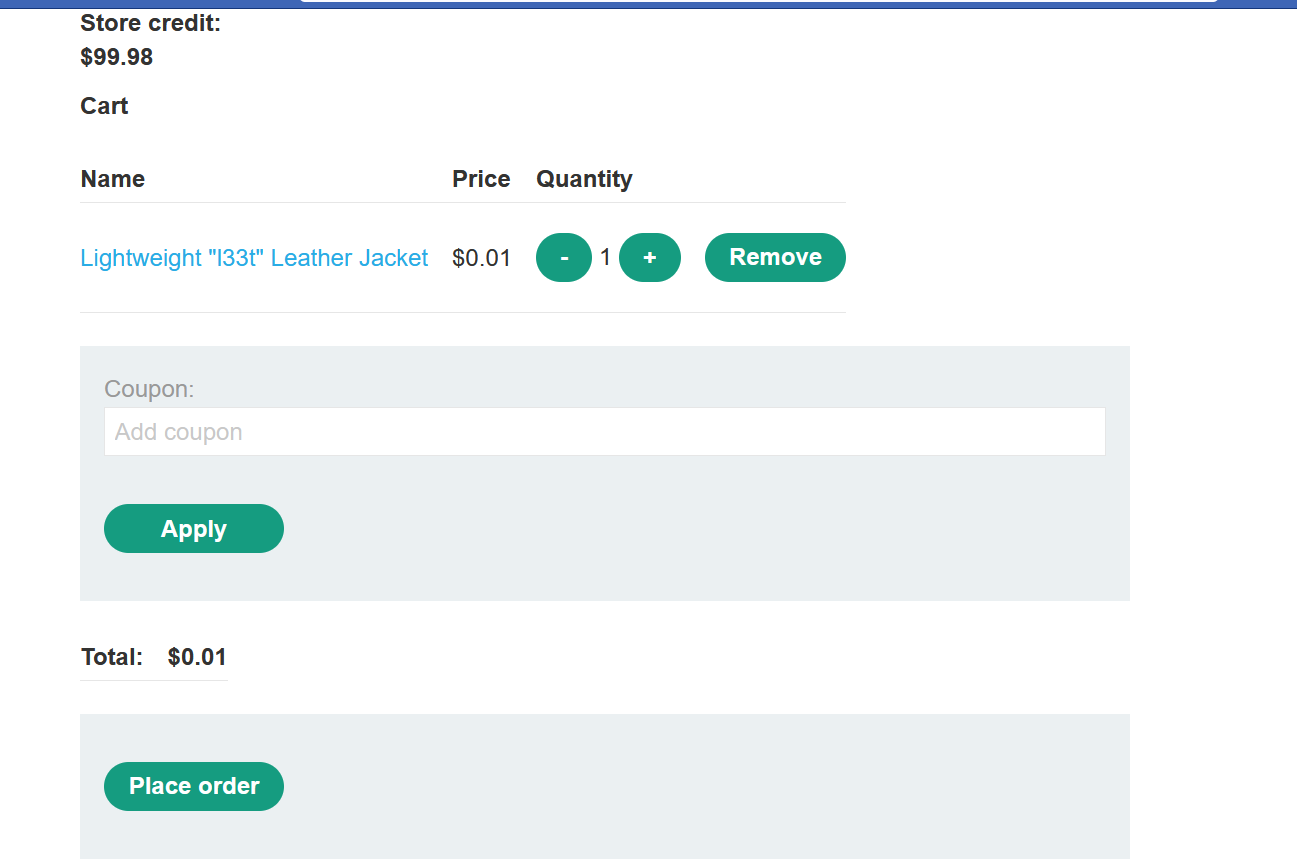 Store credit:
$99.98
Cart
Name Price Quantity
Lightweight "l33t" Leather Jacket $0.01 - 1 + Remove
Coupon:
Add coupon
Apply
Total: $0.01
Place order